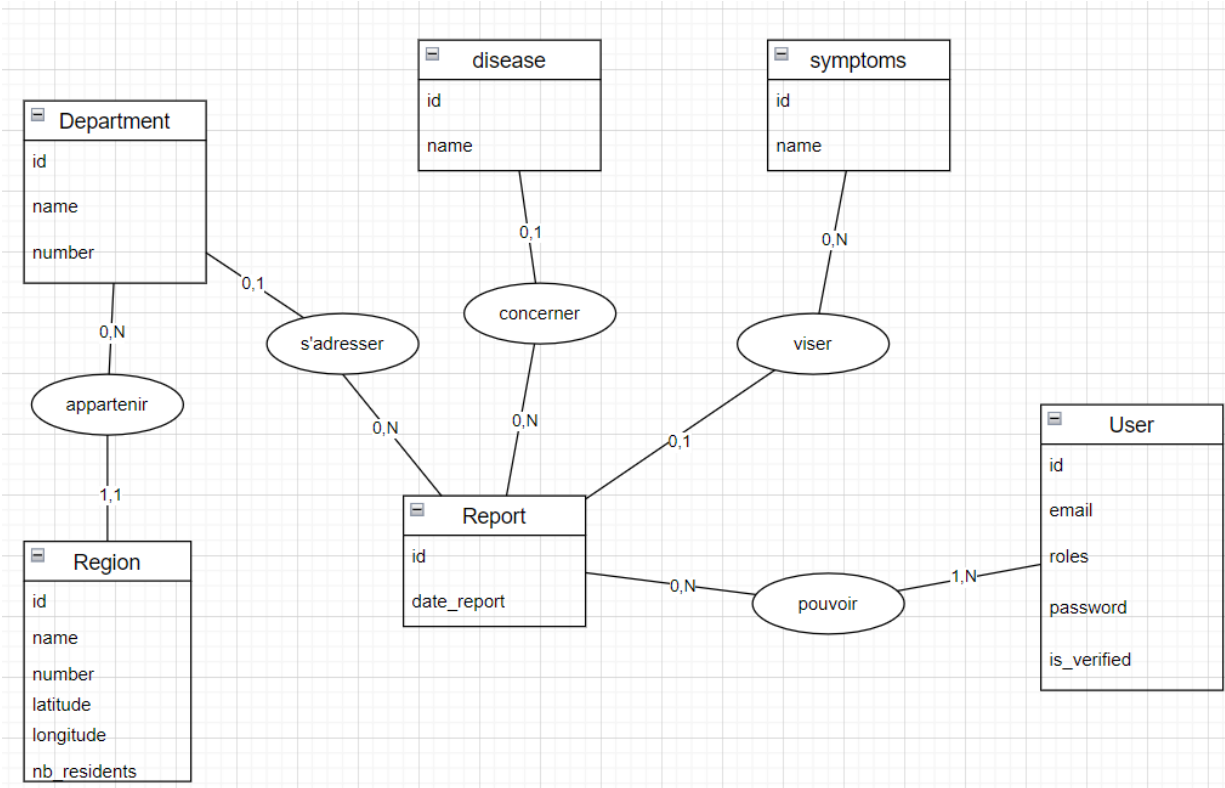 disease
id
name
symptoms
id
name
Department
id
name
number
0,1
0,N
0,1
concerner
s'adresser
viser
0,N
appartenir
0,N
0,N
0,1
1,1
User
id
email
roles
password
is_verified
Report
id
date_report
Region
id
name
number
latitude
longitude
nb_residents
0,N
pouvoir
1,N